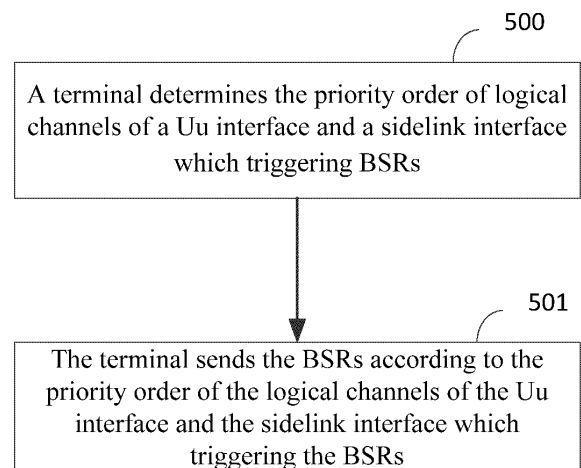 500
A terminal determines the priority order of logical
channels of a Uu interface and a sidelink interface
which triggering BSRs
501
The terminal sends the BSRs according to the
priority order of the logical channels of the Uu
interface and the sidelink interface which
triggering the BSRs